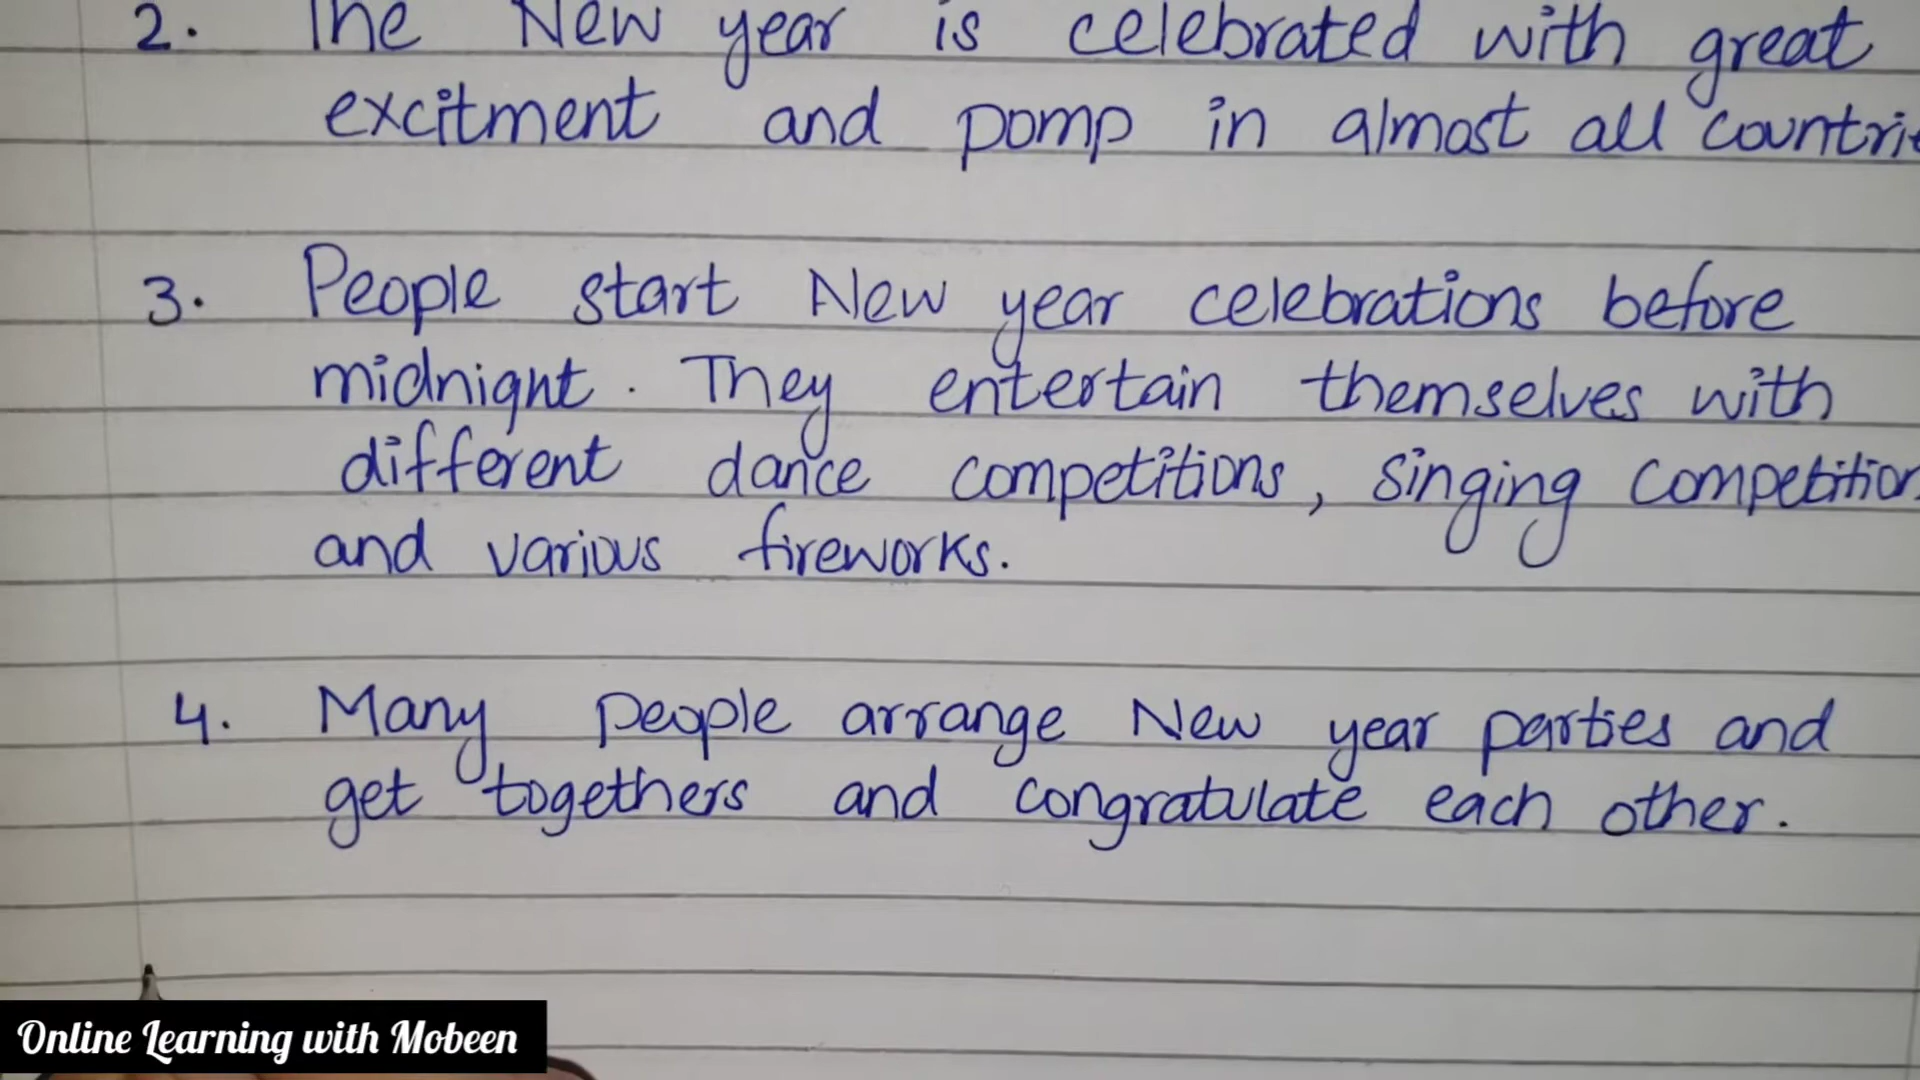 2. The New year is celebrated with great
excitment and pomp in almost all countrie
3. People start New year celebrations before
midnight. They entertain themselves with
different dance competitions, singing competition
and various fireworks.
4. Many people arrange New year parties and
get togethers and congratulate each other.
Online Learning with Mobeen